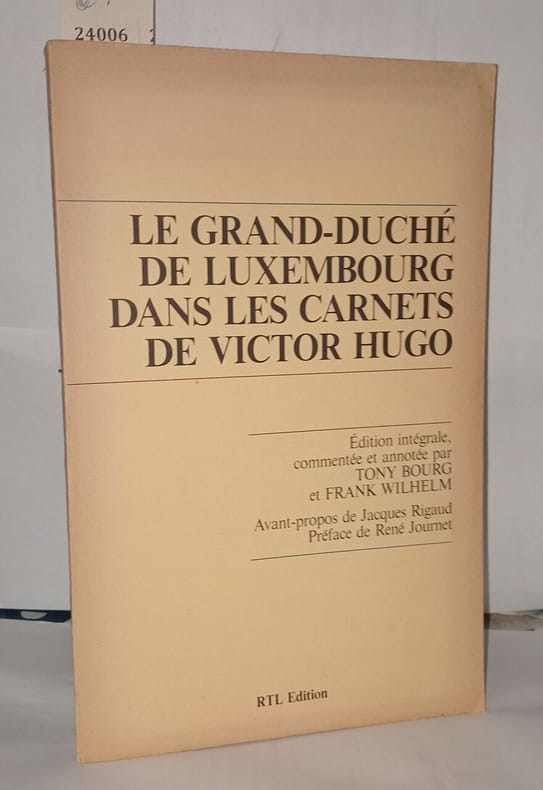 24006
LE GRAND-DUCHÉ
DE LUXEMBOURG
DANS LES CARNETS
DE VICTOR HUGO
Édition intégrale,
commentée et annotée par
TONY BOURG
et FRANK WILHELM
Avant-propos de Jacques Rigaud
Préface de René Journet
RTL Edition